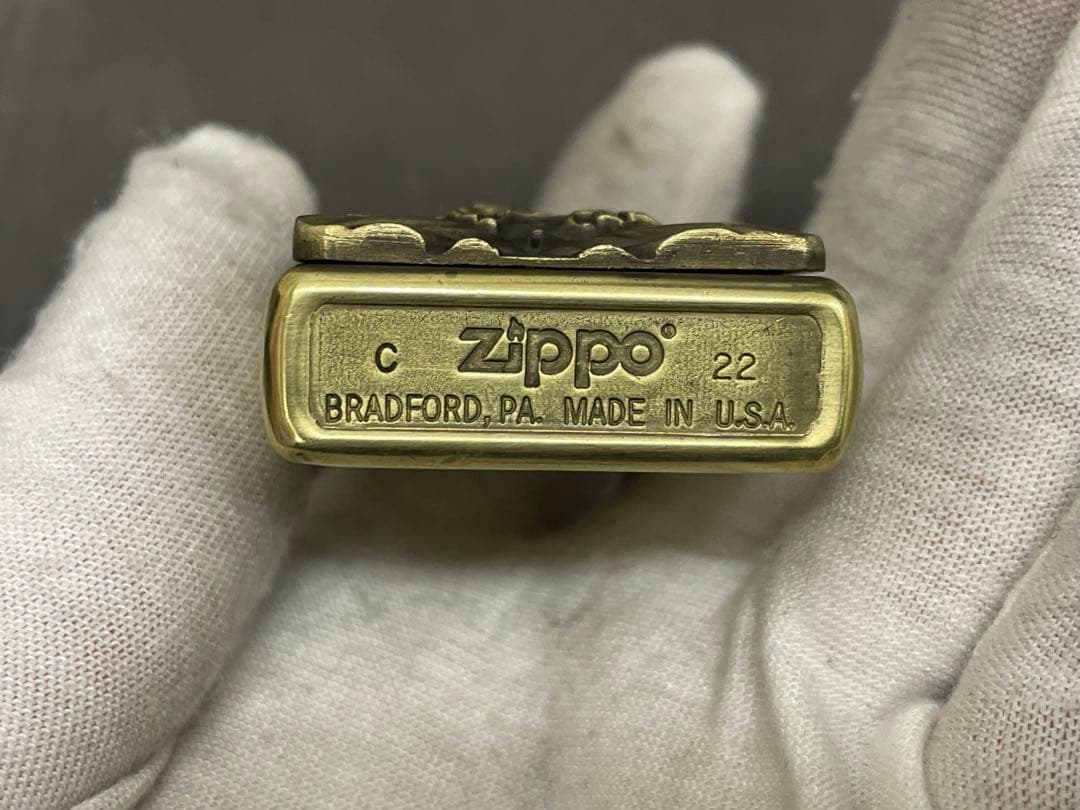 C zippo® 22
BRADFORD, PA. MADE IN U.S.A.